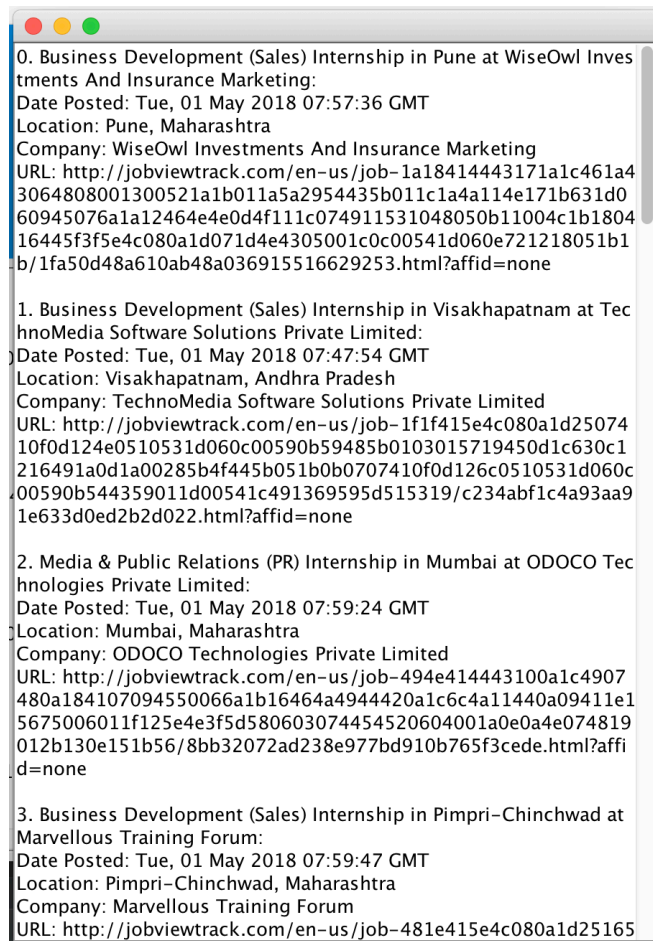 0. Business Development (Sales) Internship in Pune at WiseOwl Inves
tments And Insurance Marketing:
Date Posted: Tue, 01 May 2018 07:57:36 GMT
Location: Pune, Maharashtra
Company: WiseOwl Investments And Insurance Marketing
URL: http://jobviewtrack.com/en-us/job-1a18414443171a1c461a4
3064808001300521a1b011a5a2954435b011c1a4a114e171b631d0
60945076a1a12464e4e0d4f111c074911531048050b11004c1b1804
16445f3f5e4c080a1d071d4e4305001c0c00541d060e721218051b1
b/1fa50d48a610ab48a036915516629253.html?affid=none
1. Business Development (Sales) Internship in Visakhapatnam at Tec
hnoMedia Software Solutions Private Limited:
Date Posted: Tue, 01 May 2018 07:47:54 GMT
Location: Visakhapatnam, Andhra Pradesh
Company: TechnoMedia Software Solutions Private Limited
URL: http://jobviewtrack.com/en-us/job-1f1f415e4c080a1d25074
10f0d124e0510531d060c00590b59485b0103015719450d1c630c1
216491a0d1a00285b4f445b051b0b0707410f0d126c0510531d060c
00590b544359011d00541c491369595d515319/c234abf1c4a93aa9
1e633d0ed2b2d022.html?affid=none
2. Media & Public Relations (PR) Internship in Mumbai at ODOCO Tec
hnologies Private Limited:
Date Posted: Tue, 01 May 2018 07:59:24 GMT
Location: Mumbai, Maharashtra
Company: ODOCO Technologies Private Limited
URL: http://jobviewtrack.com/en-us/job-494e414443100a1c4907
480a184107094550066a1b16464a4944420a1c6c4a11440a09411e1
5675006011f125e4e3f5d580603074454520604001a0e0a4e074819
012b130e151b56/8bb32072ad238e977bd910b765f3cede.html?affi
d=none
3. Business Development (Sales) Internship in Pimpri-Chinchwad at
Marvellous Training Forum:
Date Posted: Tue, 01 May 2018 07:59:47 GMT
Location: Pimpri-Chinchwad, Maharashtra
Company: Marvellous Training Forum
URL: http://jobviewtrack.com/en-us/job-481e415e4c080a1d25165